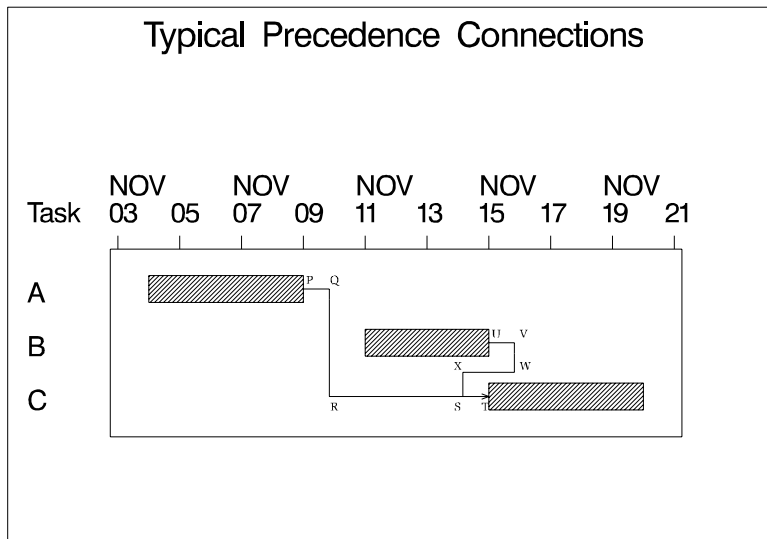 Typical Precedence Connections
NOV NOV NOV NOV NOV
Task 03 05 07 09 11 13 15 17 19 21
A P Q
B U V
X W
C
R S T